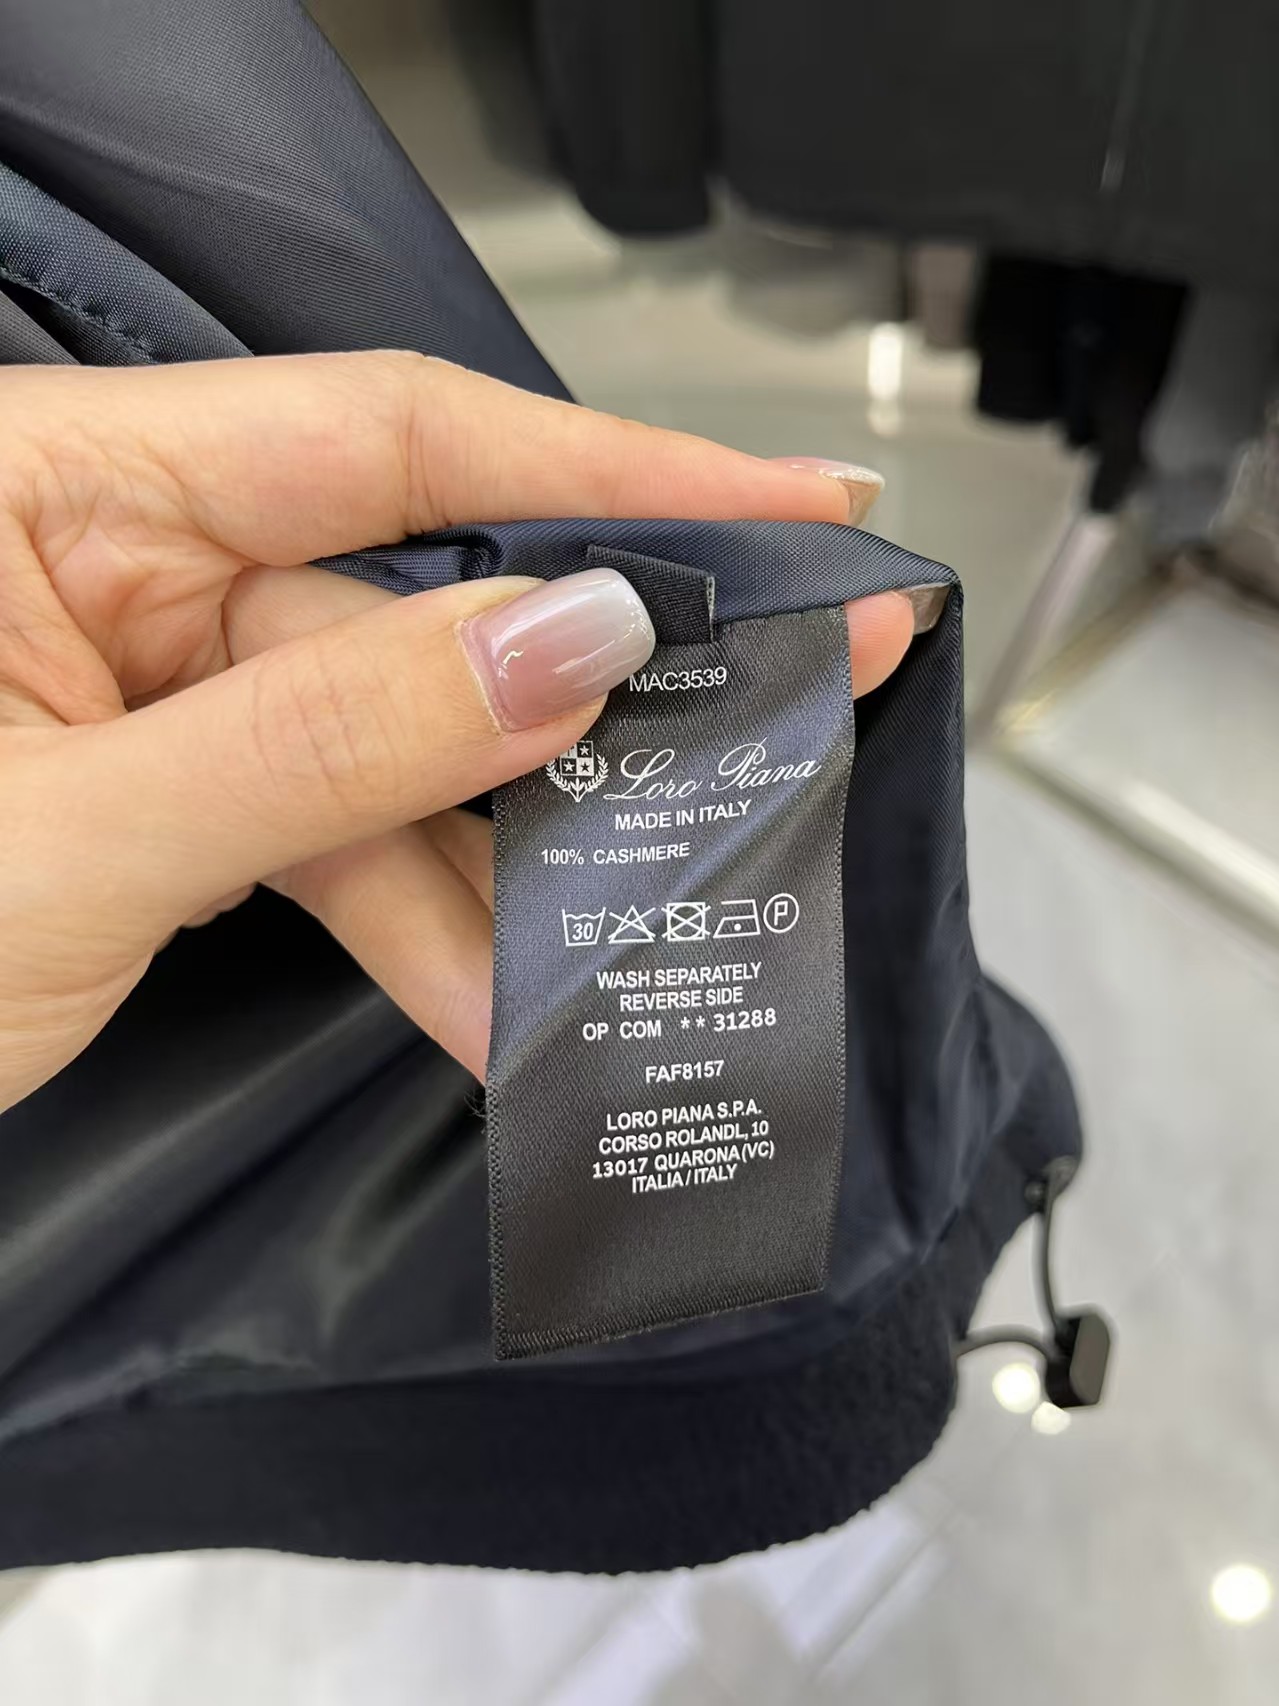 MAC3539
Loro Piana
MADE IN ITALY
100% CASHMERE
30 P
WASH SEPARATELY
REVERSE SIDE
OP COM **31288
FAF8157
LORO PIANA S.P.A.
CORSO ROLANDL, 10
13017 QUARONA(VC)
ITALIA/ITALY